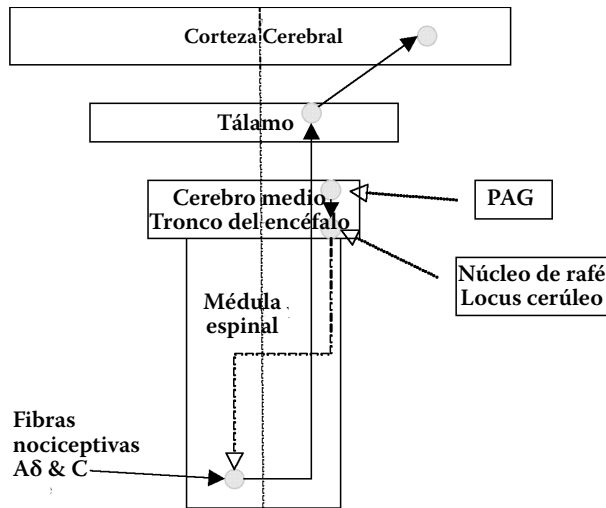 Corteza Cerebral
Tálamo
Cerebro medio
Tronco del encéfalo
PAG
Núcleo de rafé
Locus cerúleo
Médula
espinal
Fibras
nociceptivas
Aδ & C